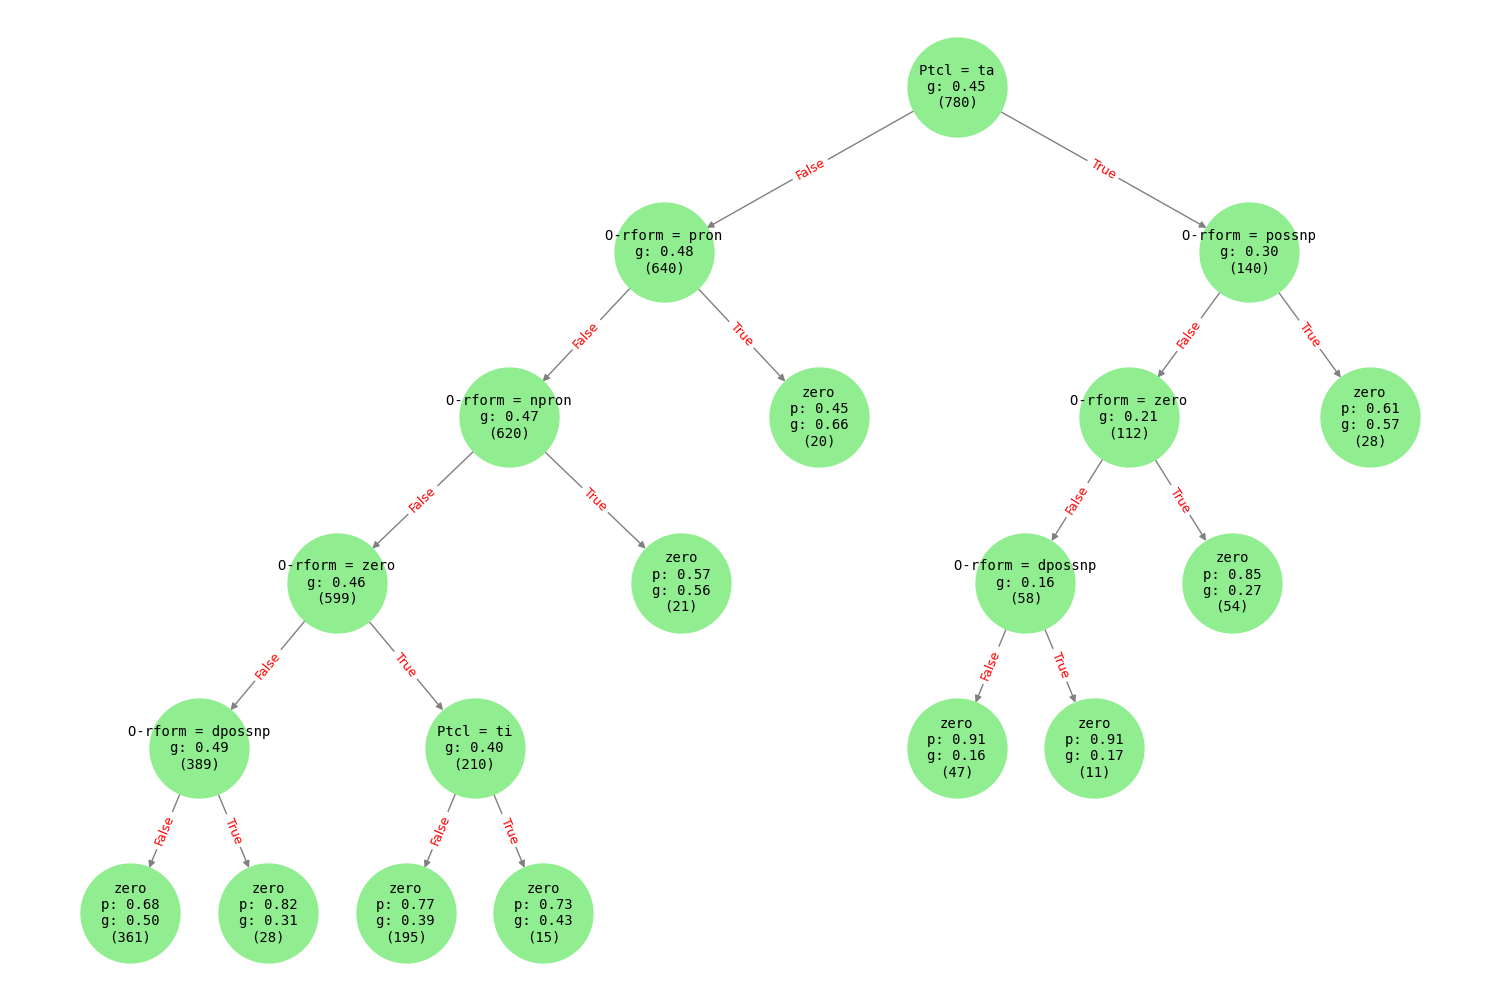 Ptcl = ta
g: 0.45
(780)
False
True
O-rform = pron
g: 0.48
(640)
O-rform = possnp
g: 0.30
(140)
False
True
False
True
O-rform = npron
g: 0.47
(620)
zero
p: 0.45
g: 0.66
(20)
O-rform = zero
g: 0.21
(112)
zero
p: 0.61
g: 0.57
(28)
False
True
False
True
O-rform = zero
g: 0.46
(599)
zero
p: 0.57
g: 0.56
(21)
O-rform = dpossnp
g: 0.16
(58)
zero
p: 0.85
g: 0.27
(54)
False
True
False
True
O-rform = dpossnp
g: 0.49
(389)
Ptcl = ti
g: 0.40
(210)
zero
p: 0.91
g: 0.16
(47)
zero
p: 0.91
g: 0.17
(11)
False
True
False
True
zero
p: 0.68
g: 0.50
(361)
zero
p: 0.82
g: 0.31
(28)
zero
p: 0.77
g: 0.39
(195)
zero
p: 0.73
g: 0.43
(15)